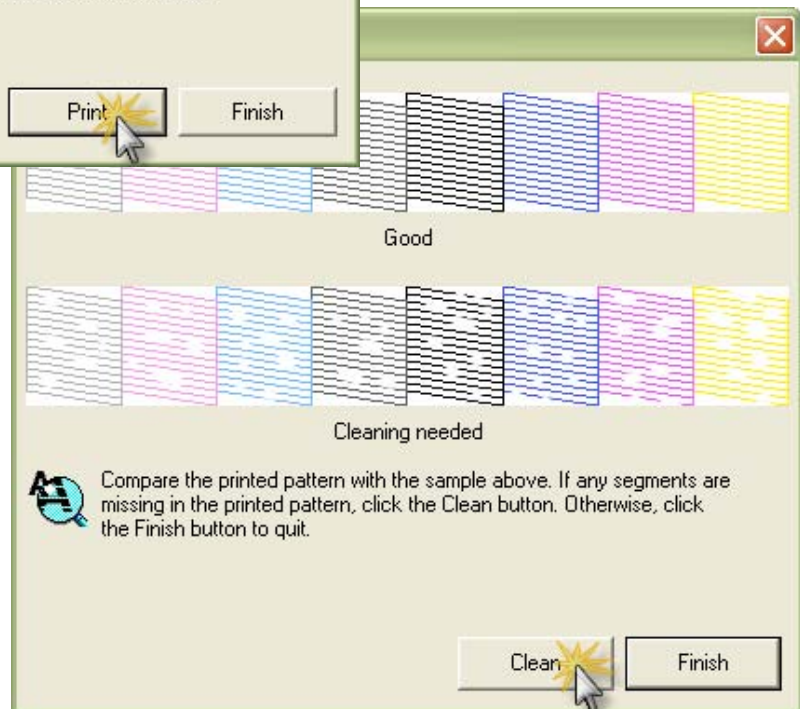 Print Finish
Good
Cleaning needed
Compare the printed pattern with the sample above. If any segments are
missing in the printed pattern, click the Clean button. Otherwise, click
the Finish button to quit.
Clean Finish